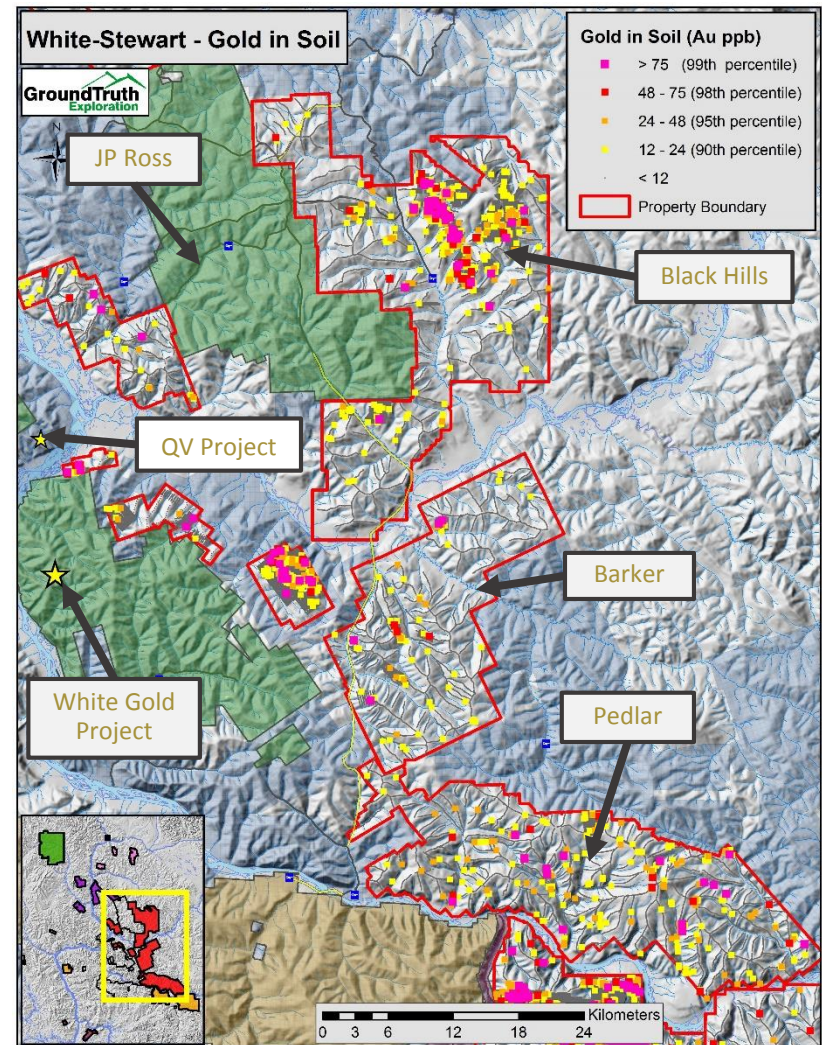 White-Stewart - Gold in Soil
GroundTruth
Exploration
N
Gold in Soil (Au ppb)
> 75 (99th percentile)
48 - 75 (98th percentile)
24 - 48 (95th percentile)
12 - 24 (90th percentile)
< 12
Property Boundary
JP Ross
Black Hills
QV Project
Barker
White Gold
Project
Pedlar
Kilometers
0 3 6 12 18 24